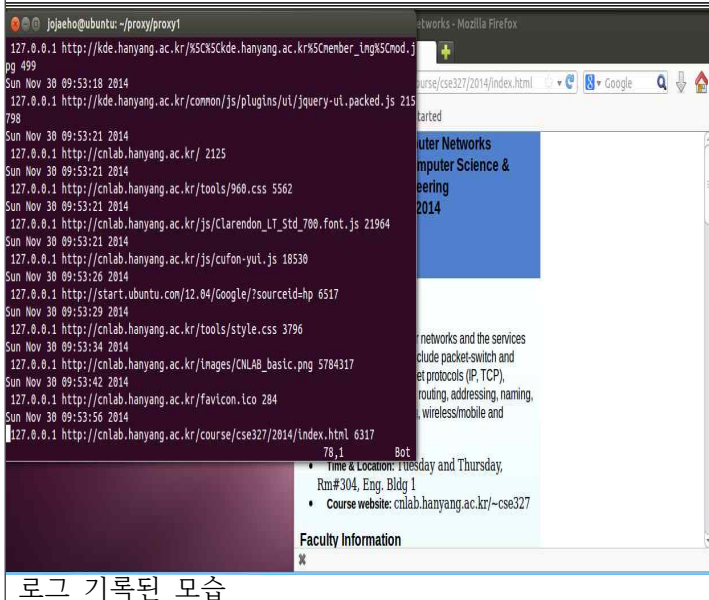 jojaeho@ubuntu: ~/proxy/proxy1
etworks - Mozilla Firefox
127.0.0.1 http://kde.hanyang.ac.kr/%5C%5Ckde.hanyang.ac.kr%5Cmember_img%5Cmod.j
pg 499
Sun Nov 30 09:53:18 2014
127.0.0.1 http://kde.hanyang.ac.kr/common/js/plugins/ui/jquery-ui.packed.js 215
798
Sun Nov 30 09:53:21 2014
127.0.0.1 http://cnlab.hanyang.ac.kr/ 2125
Sun Nov 30 09:53:21 2014
127.0.0.1 http://cnlab.hanyang.ac.kr/tools/960.css 5562
Sun Nov 30 09:53:21 2014
127.0.0.1 http://cnlab.hanyang.ac.kr/js/Clarendon_LT_Std_700.font.js 21964
Sun Nov 30 09:53:21 2014
127.0.0.1 http://cnlab.hanyang.ac.kr/js/cufon-yui.js 18530
Sun Nov 30 09:53:26 2014
127.0.0.1 http://start.ubuntu.com/12.04/Google/?sourceid=hp 6517
Sun Nov 30 09:53:29 2014
127.0.0.1 http://cnlab.hanyang.ac.kr/tools/style.css 3796
Sun Nov 30 09:53:34 2014
127.0.0.1 http://cnlab.hanyang.ac.kr/images/CNLAB_basic.png 5784317
Sun Nov 30 09:53:42 2014
127.0.0.1 http://cnlab.hanyang.ac.kr/favicon.ico 284
Sun Nov 30 09:53:56 2014
127.0.0.1 http://cnlab.hanyang.ac.kr/course/cse327/2014/index.html 6317
78,1 Bot
urse/cse327/2014/index.html
Google
tarted
uter Networks
mputer Science &
eering
2014
networks and the services
clude packet-switch and
et protocols (IP, TCP),
routing, addressing, naming,
, wireless/mobile and
• Time & Location: Tuesday and Thursday,
Rm#304, Eng. Bldg 1
• Course website: cnlab.hanyang.ac.kr/~cse327
Faculty Information
로그 기록된 모습